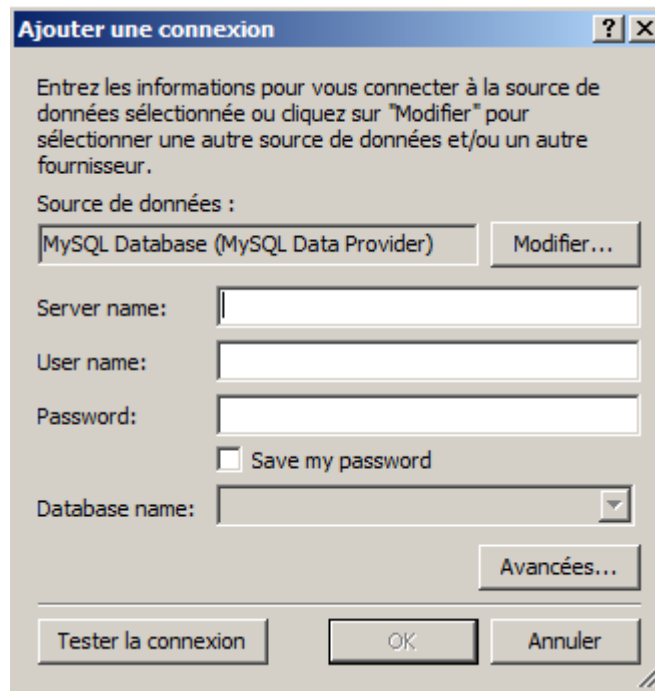 Ajouter une connexion
Entrez les informations pour vous connecter à la source de
données sélectionnée ou cliquez sur "Modifier" pour
sélectionner une autre source de données et/ou un autre
fournisseur.
Source de données :
MySQL Database (MySQL Data Provider) Modifier...
Server name:
User name:
Password:
Save my password
Database name:
Avancées...
Tester la connexion OK Annuler